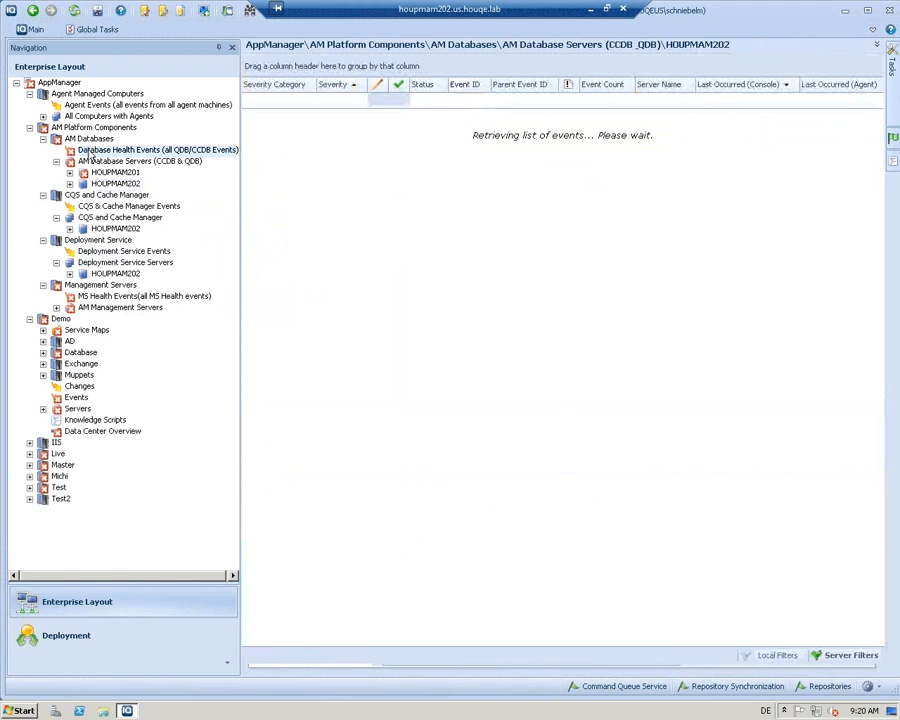 houpmam202.us.houqe.lab
QEUS\schniebelm)
Main
Global Tasks
Navigation
Enterprise Layout
AppManager
Agent Managed Computers
Agent Events (all events from all agent machines)
All Computers with Agents
AM Platform Components
AM Databases
Database Health Events (all QDB/CCDB Events)
AM Database Servers (CCDB & QDB)
HOUPMAM201
HOUPMAM202
CQS and Cache Manager
CQS & Cache Manager Events
CQS and Cache Manager
HOUPMAM202
Deployment Service
Deployment Service Events
Deployment Service Servers
HOUPMAM202
Management Servers
MS Health Events(all MS Health events)
AM Management Servers
Demo
Service Maps
AD
Database
Exchange
Muppets
Changes
Events
Servers
Knowledge Scripts
Data Center Overview
IIS
Live
Master
Michi
Test
Test2
Enterprise Layout
Deployment
AppManager\AM Platform Components\AM Databases\AM Database Servers (CCDB _QDB)\HOUPMAM202
Drag a column header here to group by that column
Severity Category Severity Status Event ID Parent Event ID Event Count Server Name Last Occurred (Console) Last Occurred (Agent)
Retrieving list of events... Please wait.
Tasks
Local Filters Server Filters
Command Queue Service Repository Synchronization Repositories
Start
DE 9:20 AM